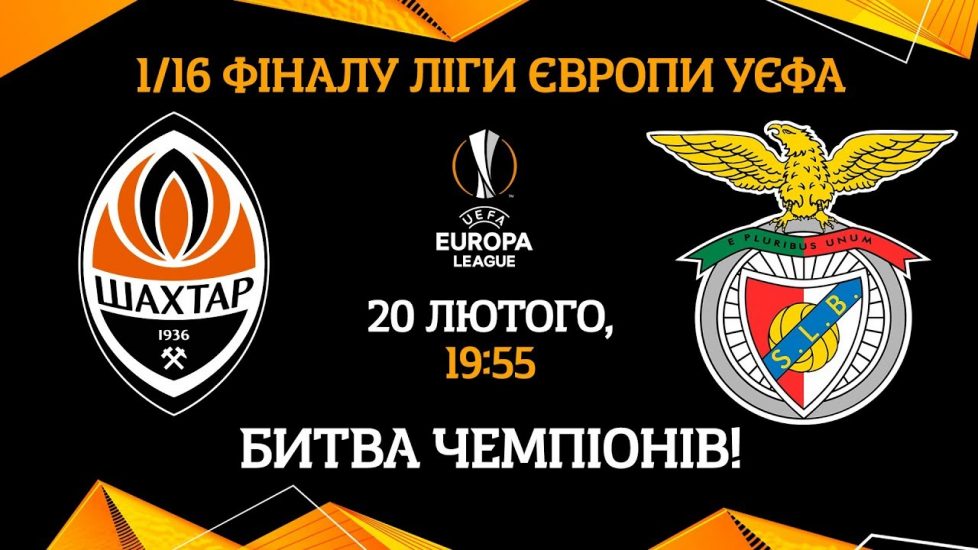 1/16 ФІНАЛУ ЛІГИ ЄВРОПИ УЄФА
ШАХТАР
1936
UEFA
EUROPA
LEAGUE
E PLURIBUS UNUM
S. L. B.
20 ЛЮТОГО,
19:55
БИТВА ЧЕМПІОНІВ!